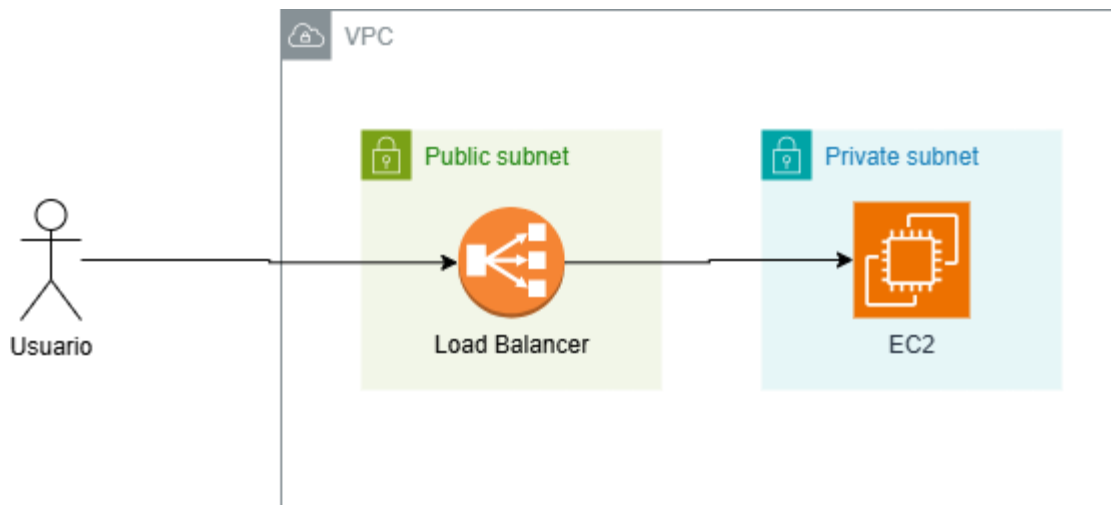 VPC
Public subnet
Private subnet
Usuario
Load Balancer
EC2